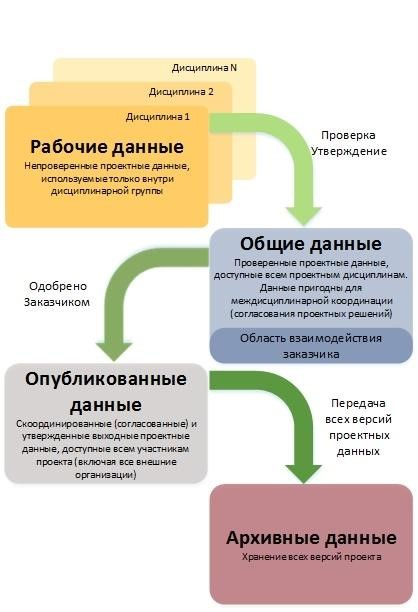 Дисциплина N
Дисциплина 2
Дисциплина 1
Рабочие данные
Непроверенные проектные данные,
используемые только внутри
дисциплинарной группы
Проверка
Утверждение
Общие данные
Проверенные проектные данные,
доступные всем проектным дисциплинам.
Данные пригодны для
междисциплинарной координации
(согласования проектных решений)
Область взаимодействия
заказчика
Одобрено
Заказчиком
Опубликованные
данные
Скоординированные (согласованные) и
утвержденные выходные проектные
данные, доступные всем участникам
проекта (включая все внешние
организации)
Передача
всех версий
проектных
данных
Архивные данные
Хранение всех версий проекта